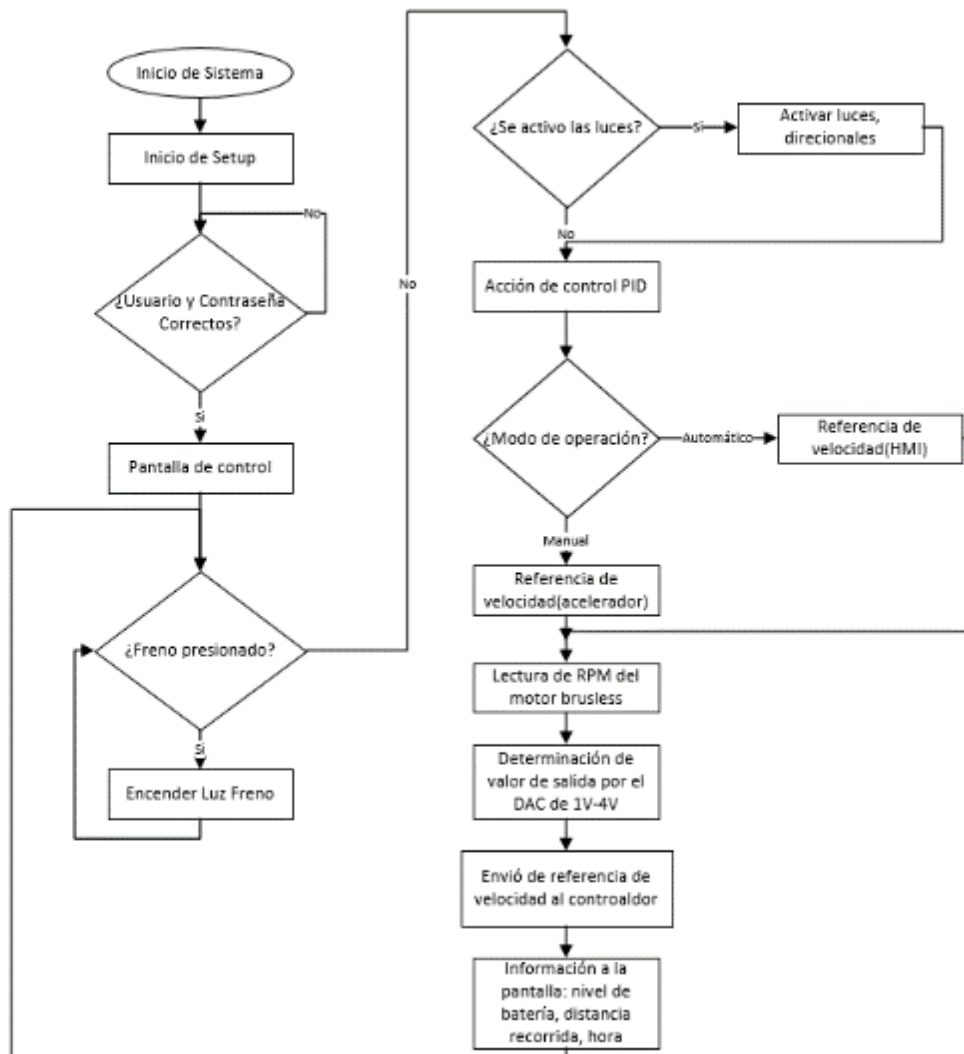 Inicio de Sistema
Inicio de Setup
No
¿Usuario y Contraseña
Correctos?
Si
Pantalla de control
¿Freno presionado?
No
Si
Encender Luz Freno
¿Se activo las luces?
si
Activar luces,
direcionales
No
Acción de control PID
¿Modo de operación?
Automático
Referencia de
velocidad(HMI)
Manual
Referencia de
velocidad(acelerador)
Lectura de RPM del
motor brusless
Determinación de
valor de salida por el
DAC de 1V-4V
Envió de referencia de
velocidad al controaldor
Información a la
pantalla: nivel de
batería, distancia
recorrida, hora